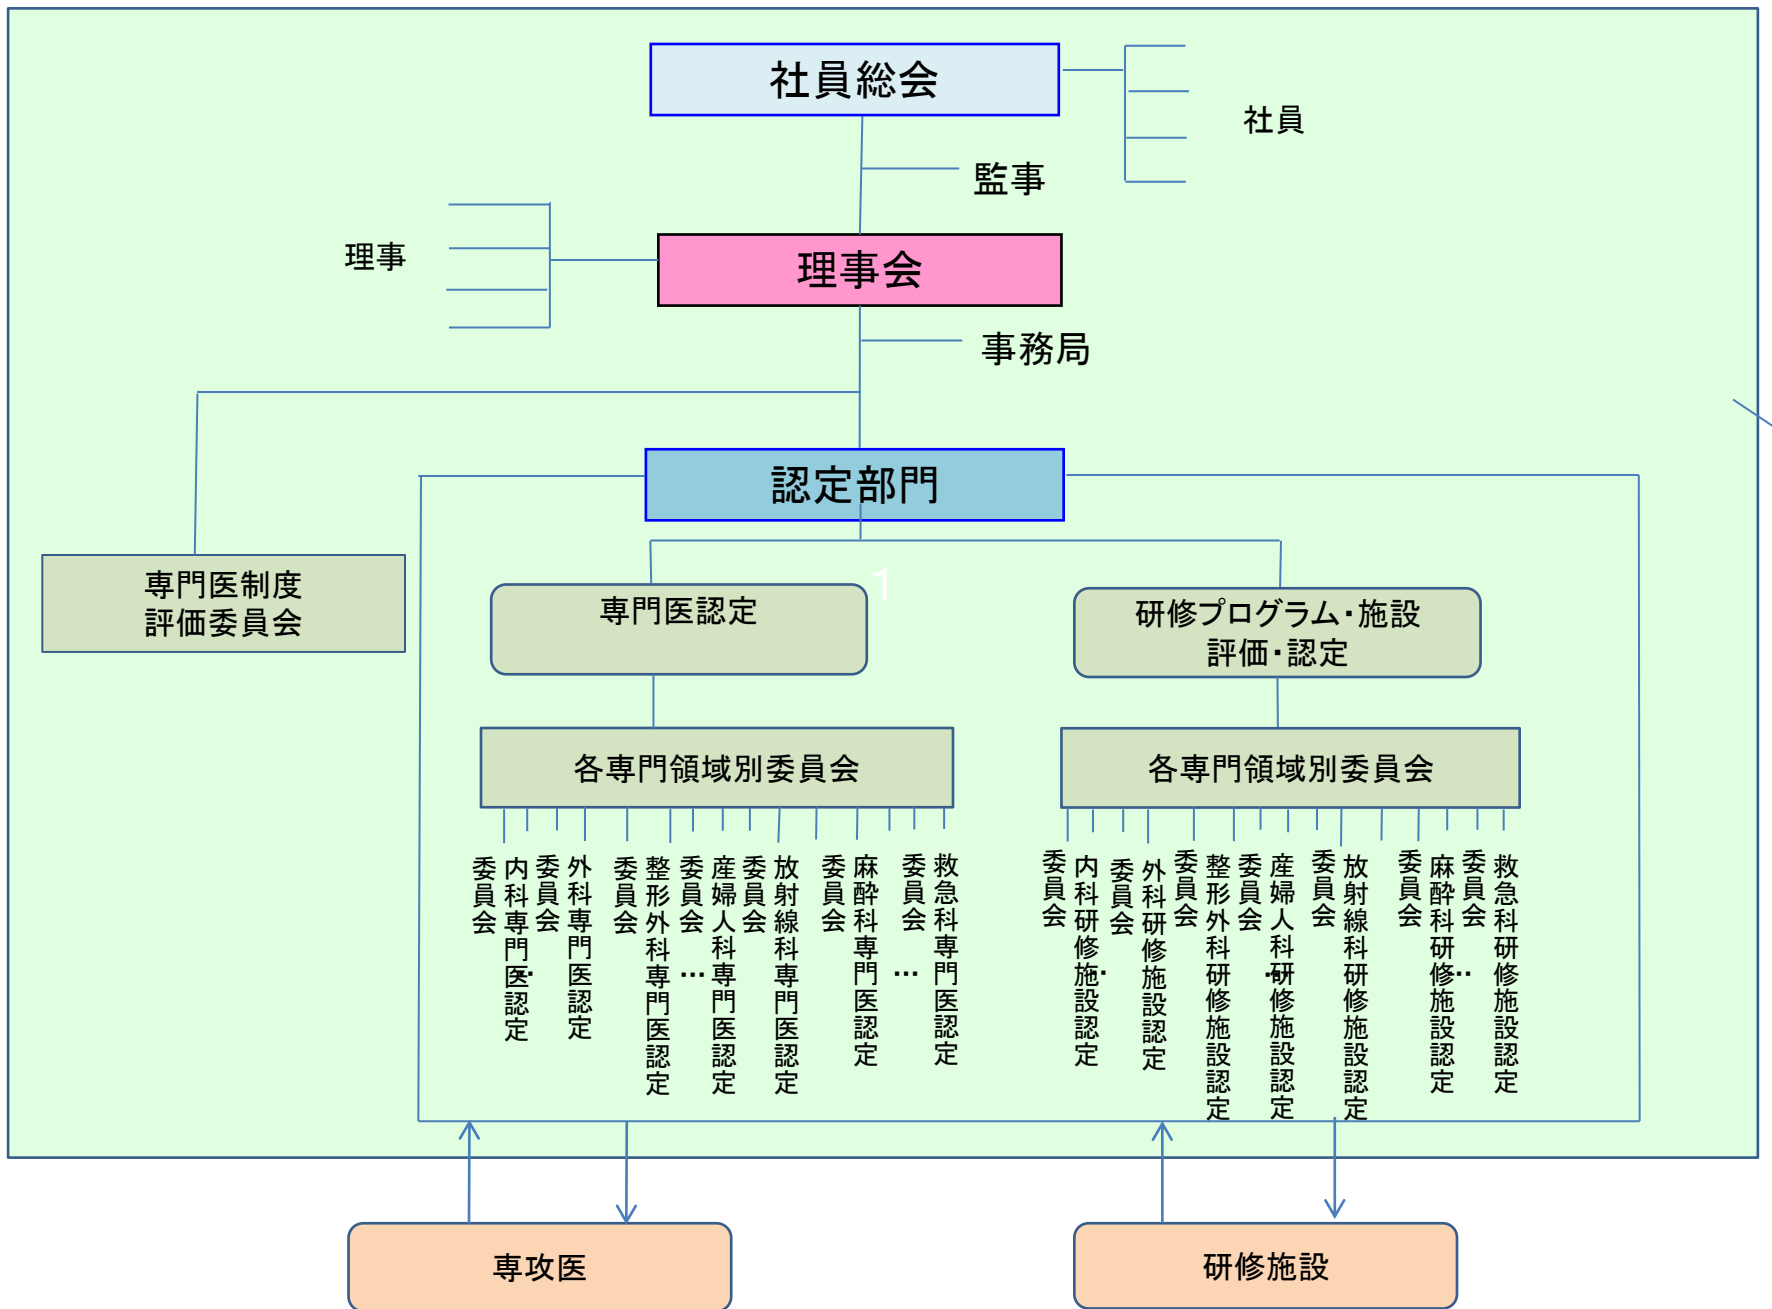 社員総会
社員
監事
理事
理事会
事務局
認定部門
専門医制度
評価委員会
1
専門医認定
研修プログラム・施設
評価・認定
各専門領域別委員会
各専門領域別委員会
内科専門医認定
委員会
…
外科専門医認定
委員会
整形外科専門医認定
委員会
…
産婦人科専門医認定
委員会
放射線科専門医認定
委員会
麻酔科専門医認定
委員会
…
救急科専門医認定
委員会
内科研修施設認定
委員会
…
外科研修施設認定
委員会
整形外科研修施設認定
委員会
…
産婦人科研修施設認定
委員会
放射線科研修施設認定
委員会
麻酔科研修施設認定
委員会
…
救急科研修施設認定
委員会
専攻医
研修施設